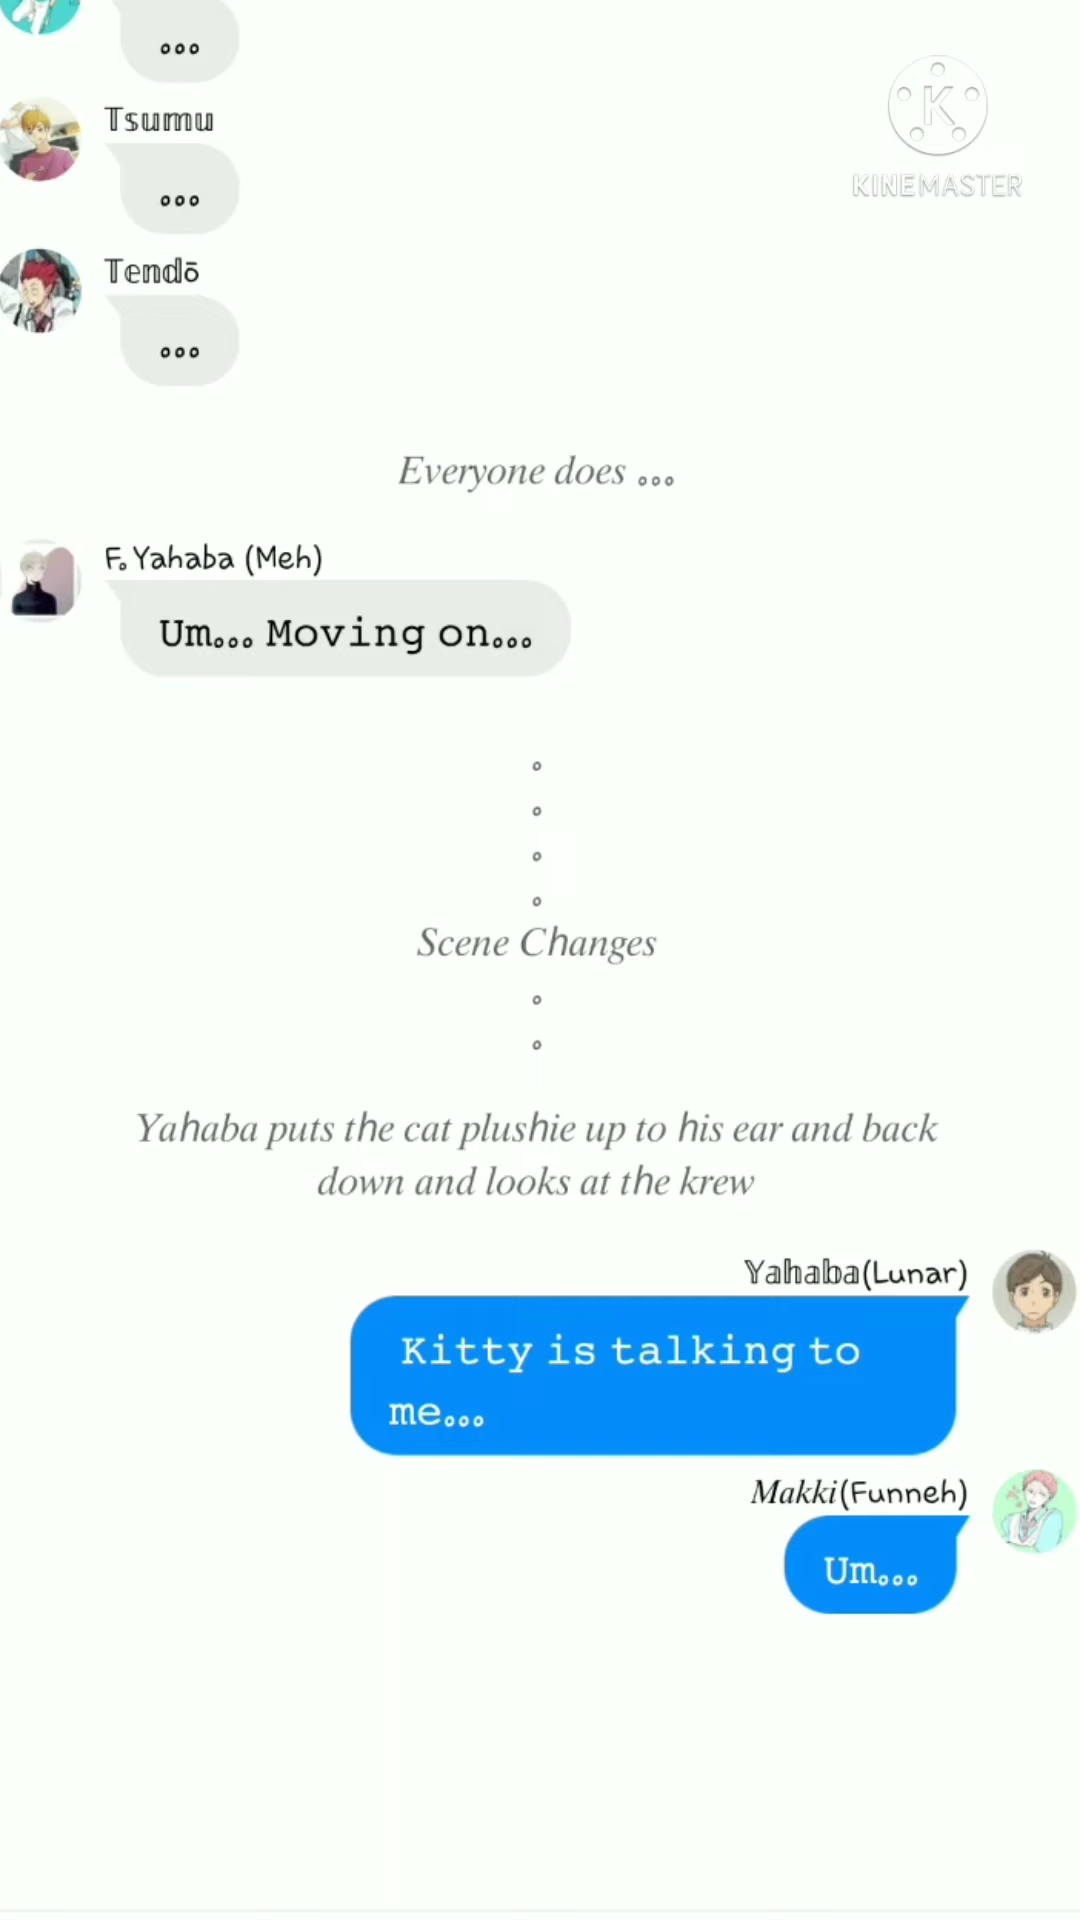 ...
Tsumu
...
Tendō
...
K
KINEMASTER
Everyone does ...
F. Yahaba (Meh)
Um... Moving on...
.
.
.
.
Scene Changes
.
.
Yahaba puts the cat plushie up to his ear and back
down and looks at the krew
Yahaba(Lunar)
Kitty is talking to
me...
Makki(Funneh)
Um...